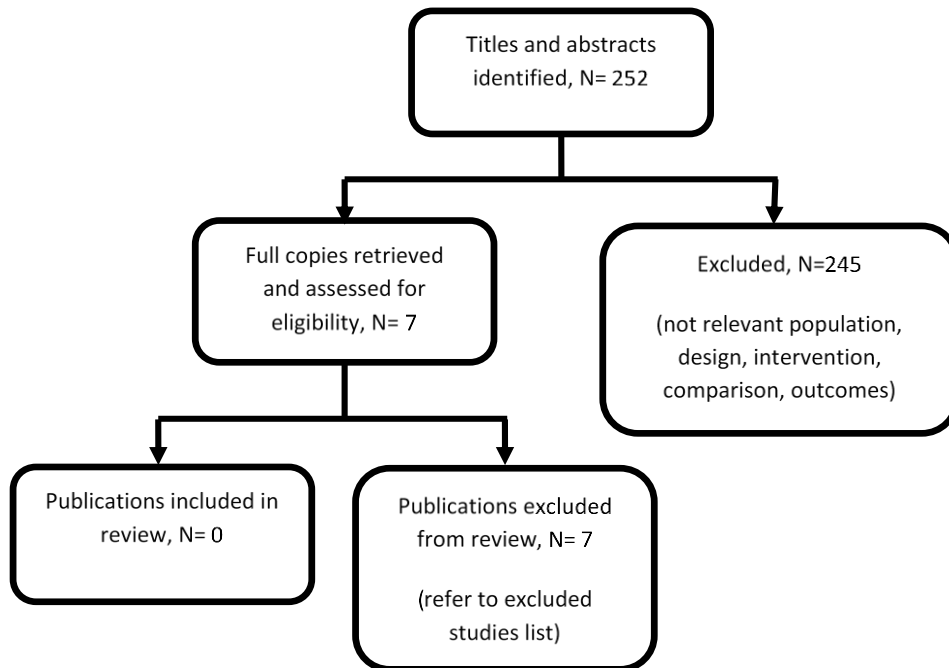 Titles and abstracts
identified, N= 252
Full copies retrieved
and assessed for
eligibility, N= 7
Excluded, N=245
(not relevant population,
design, intervention,
comparison, outcomes)
Publications included in
review, N= 0
Publications excluded
from review, N= 7
(refer to excluded
studies list)